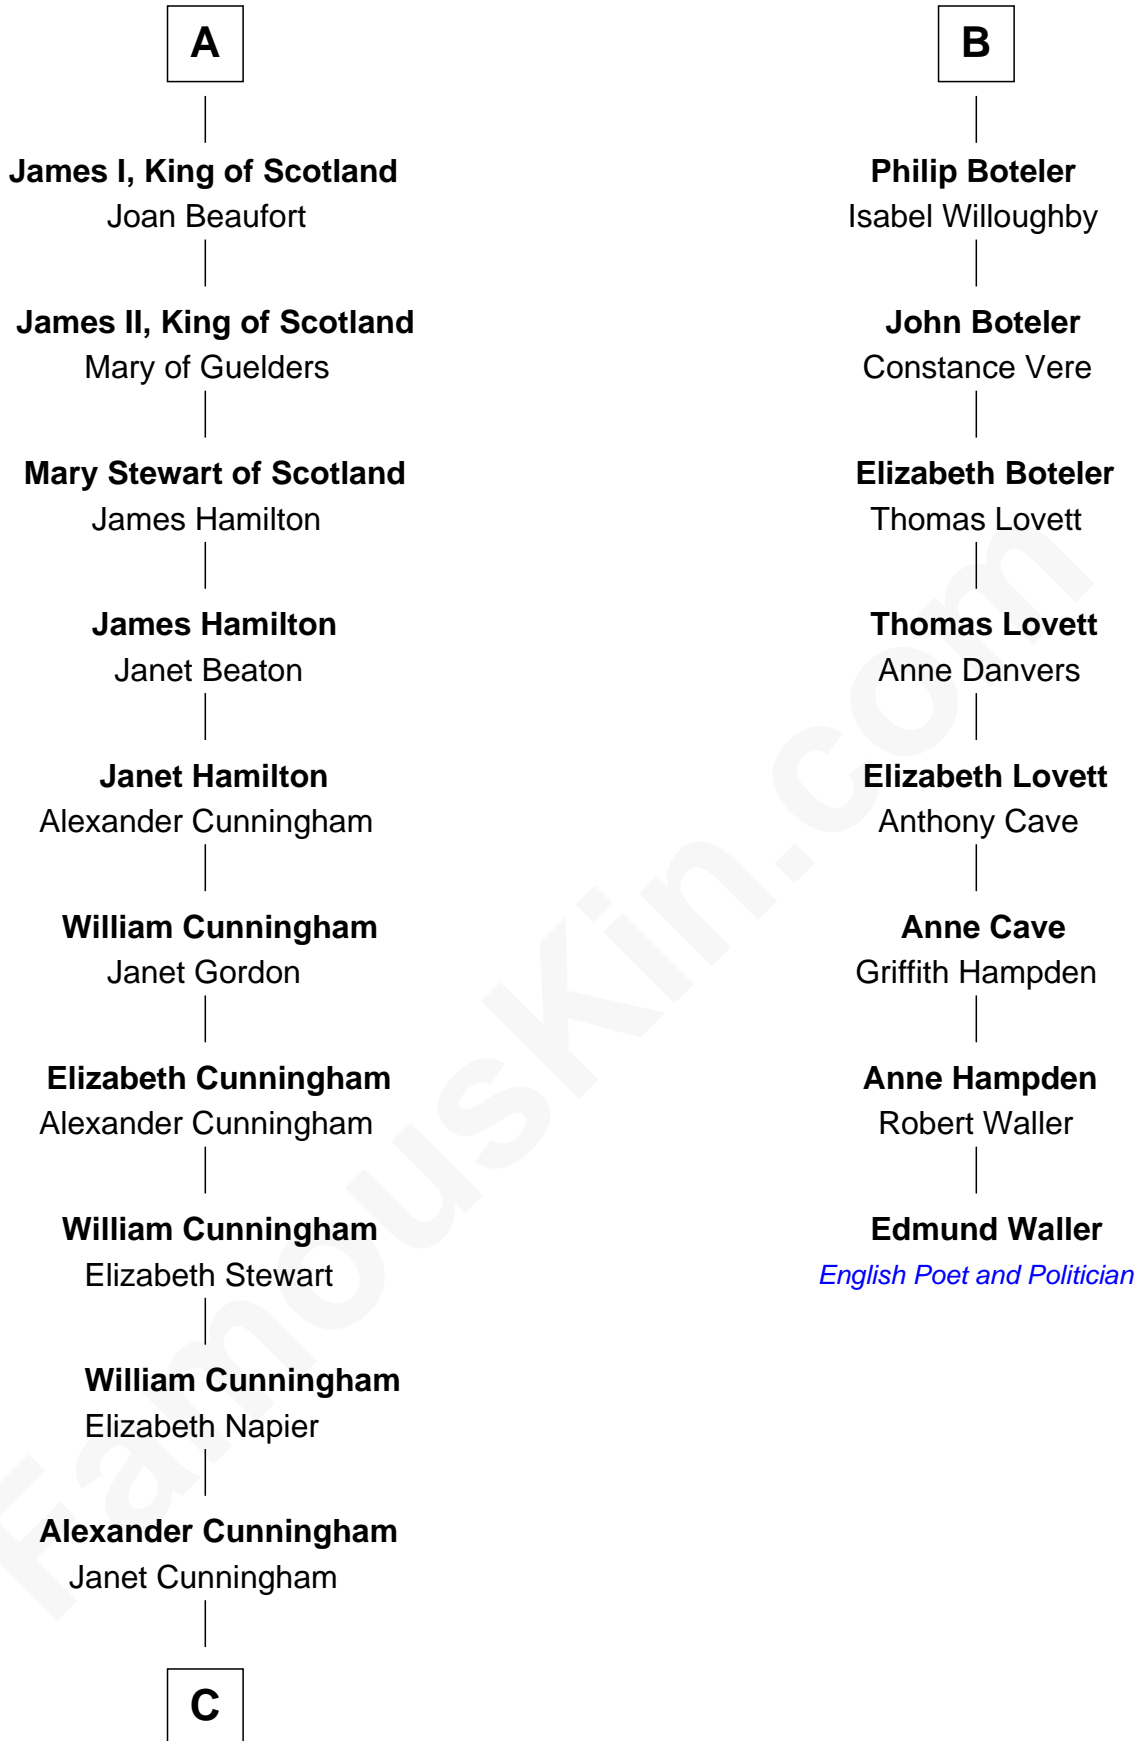 A
James I, King of Scotland
Joan Beaufort
James II, King of Scotland
Mary of Guelders
Mary Stewart of Scotland
James Hamilton
James Hamilton
Janet Beaton
Janet Hamilton
Alexander Cunningham
William Cunningham
Janet Gordon
Elizabeth Cunningham
Alexander Cunningham
William Cunningham
Elizabeth Stewart
William Cunningham
Elizabeth Napier
Alexander Cunningham
Janet Cunningham
C
B
Philip Boteler
Isabel Willoughby
John Boteler
Constance Vere
Elizabeth Boteler
Thomas Lovett
Thomas Lovett
Anne Danvers
Elizabeth Lovett
Anthony Cave
Anne Cave
Griffith Hampden
Anne Hampden
Robert Waller
Edmund Waller
English Poet and Politician
FamousKin.com